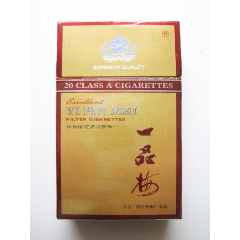 ®
SUPERIOR QUALITY
20 CLASS A CIGARETTES
Excellent
YI PIN MEI
FILTER CIGARETTES
一品梅